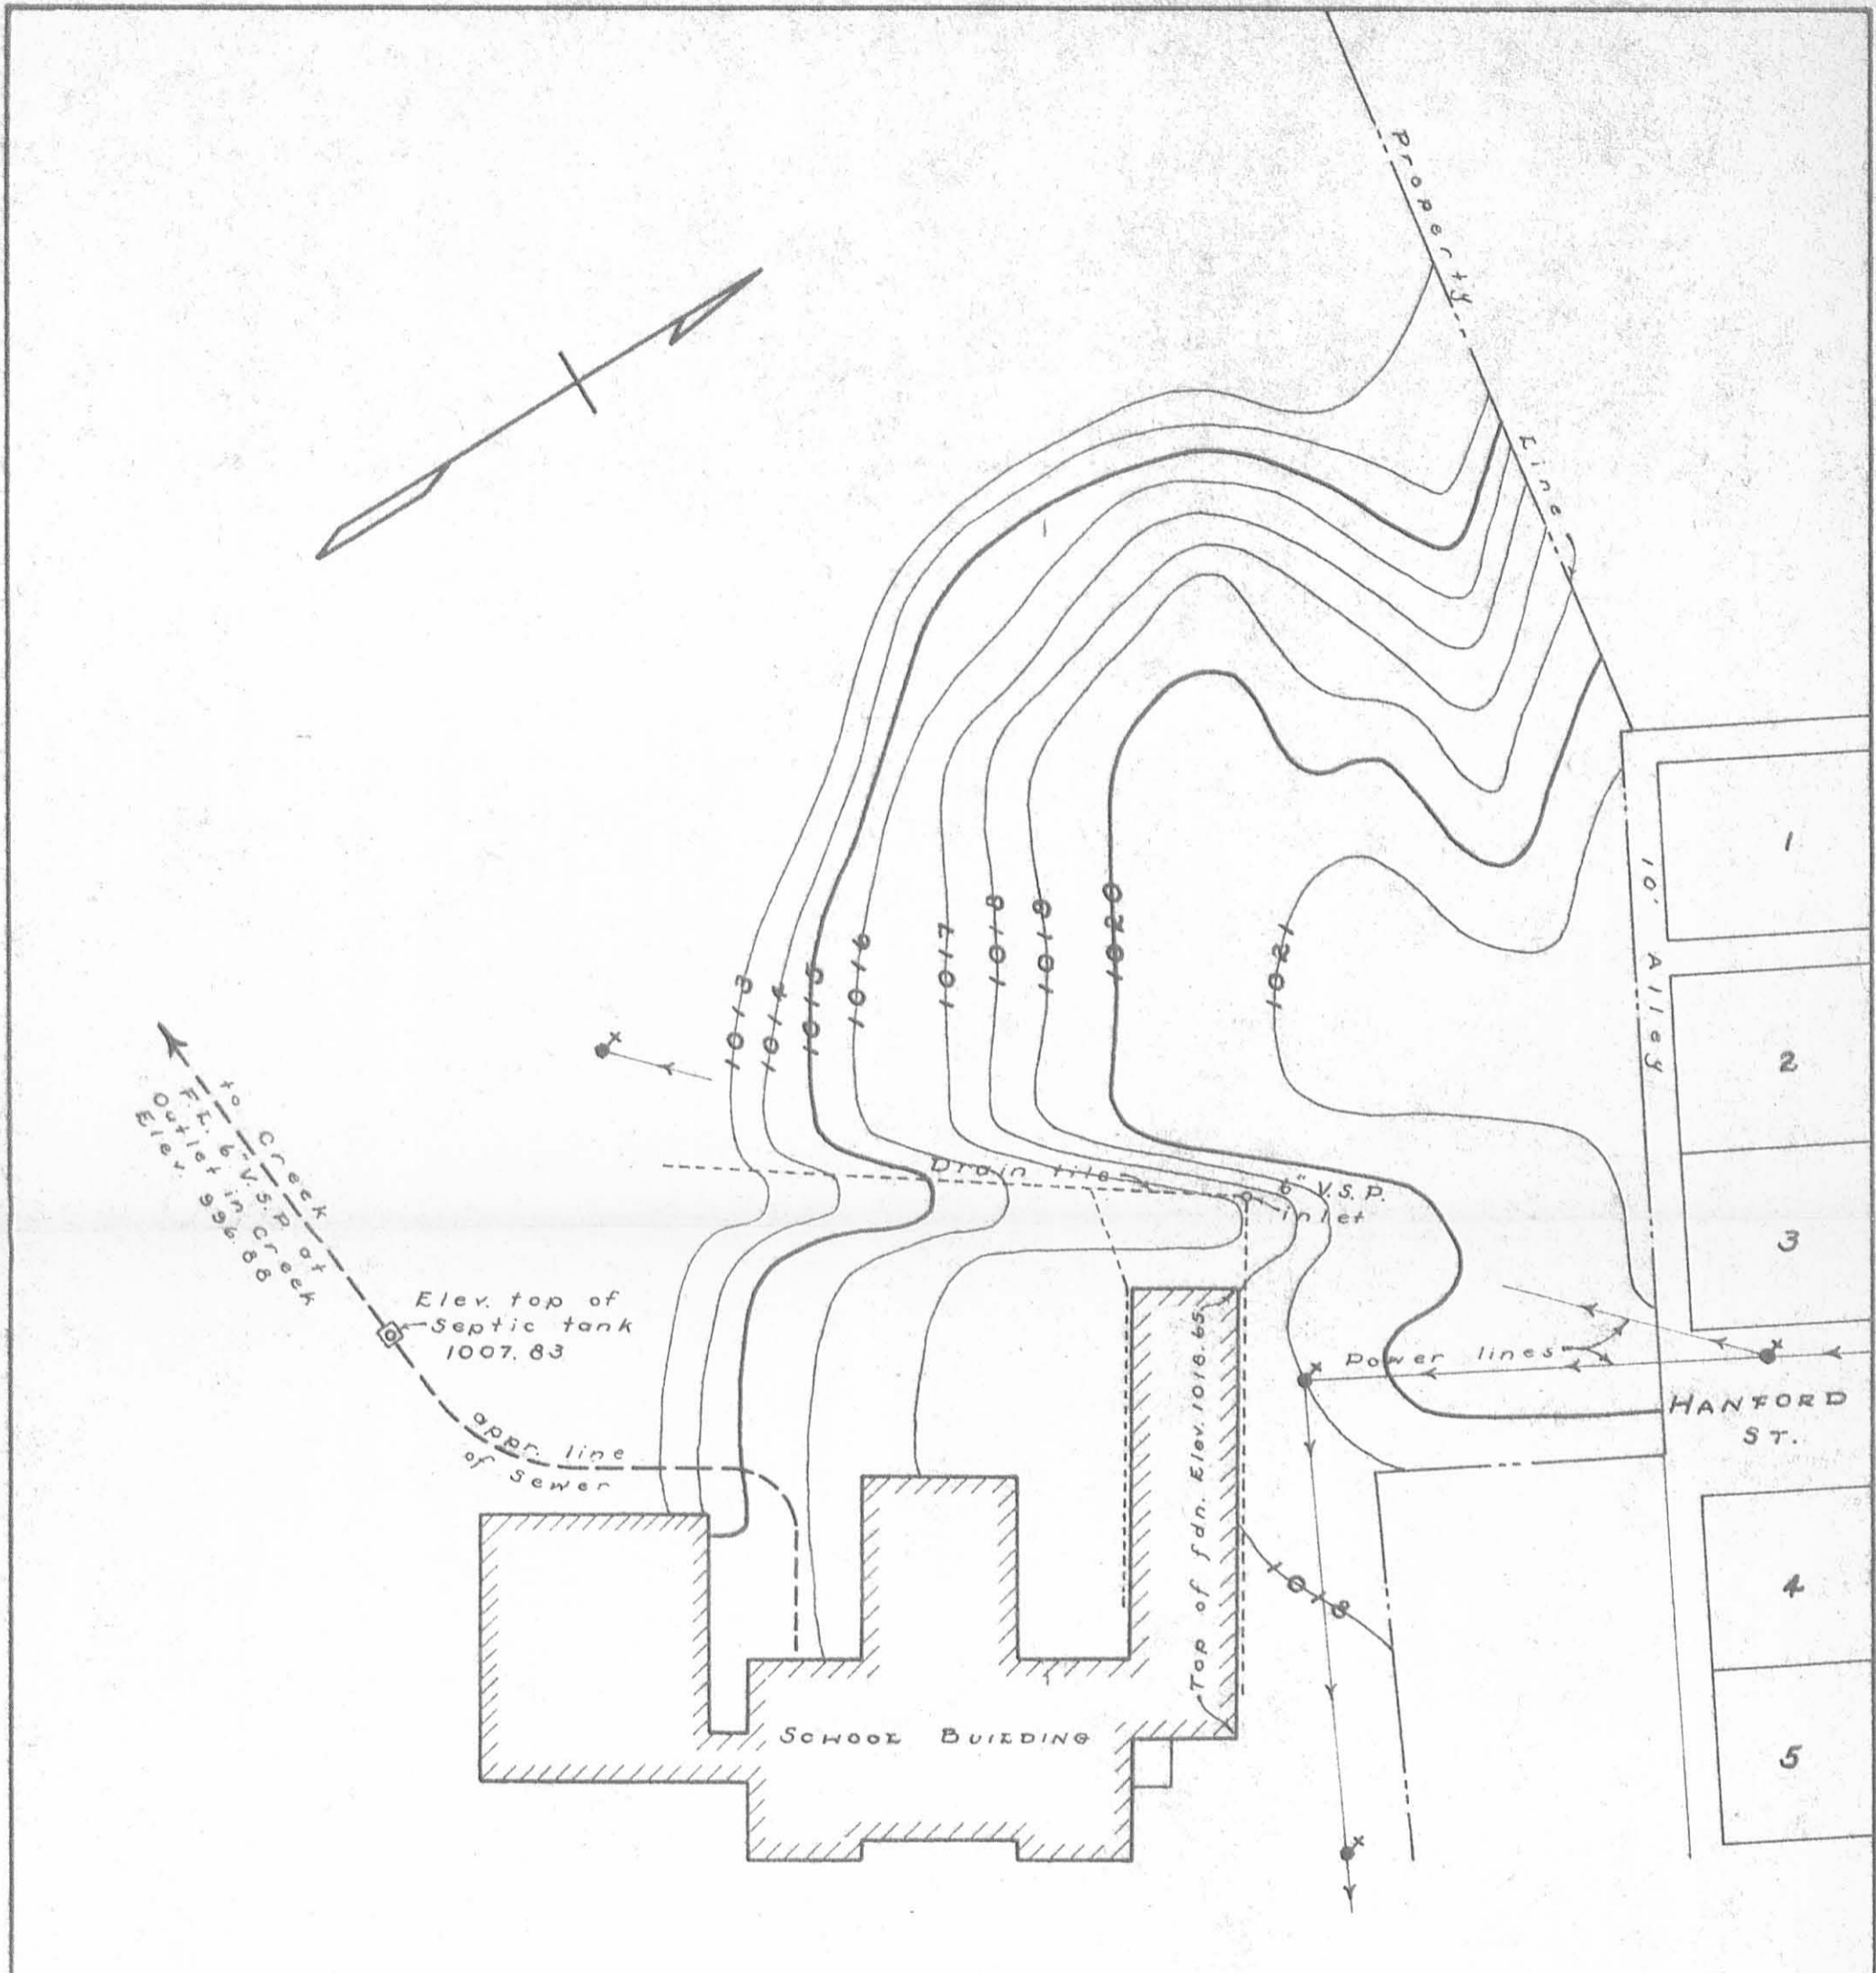 Property Line
1013
1014
1015
1016
1017
1018
1019
1020
1021
10' Alley
1
2
3
4
5
Drain tile
6" V.S.P.
inlet
to Creek
F.L. 6" V.S.P. at
Outlet in Creek
Elev. 996.88
Elev. top of
Septic tank
1007.83
appr. line
of sewer
Power lines
HANFORD
ST.
Top of fdn. Elev. 1018.65
1018
SCHOOL BUILDING